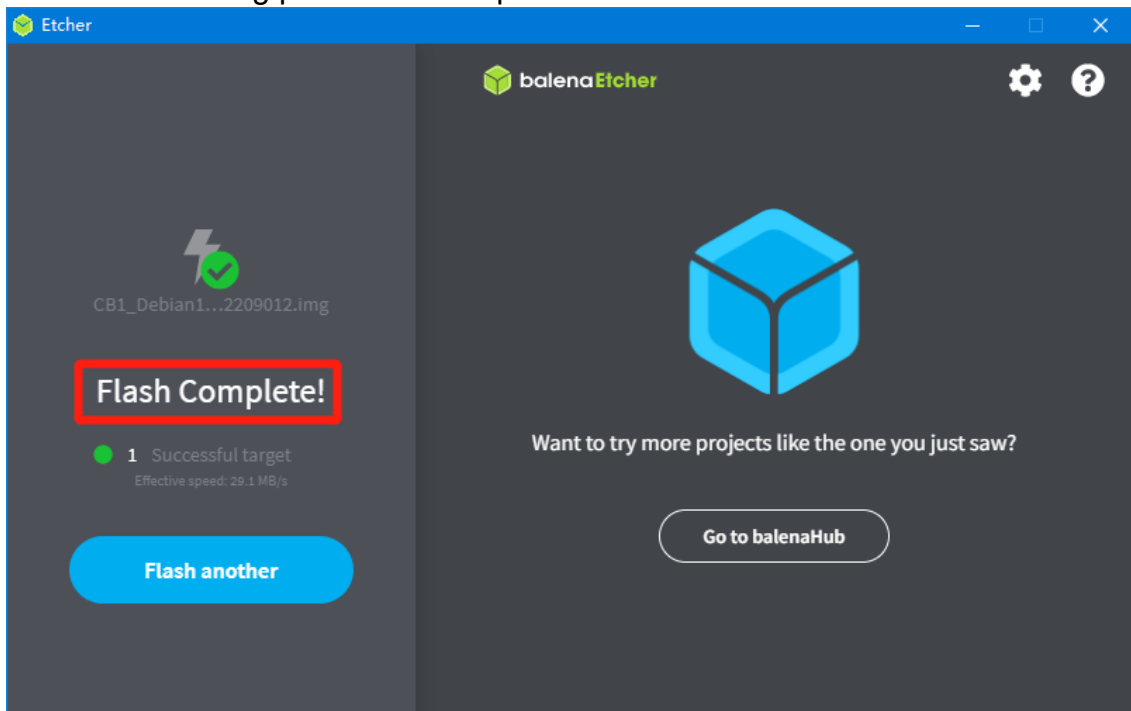 Etcher
balenaEtcher
CB1_Debian1...2209012.img
Flash Complete!
1 Successful target
Effective speed: 29.1 MB/s
Flash another
Want to try more projects like the one you just saw?
Go to balenaHub